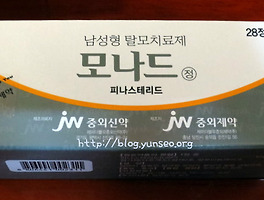 남성형 탈모치료제
28정
모나드 정
피나스테리드
jw 중외신약
jw 중외제약
http://blog.yunseo.org